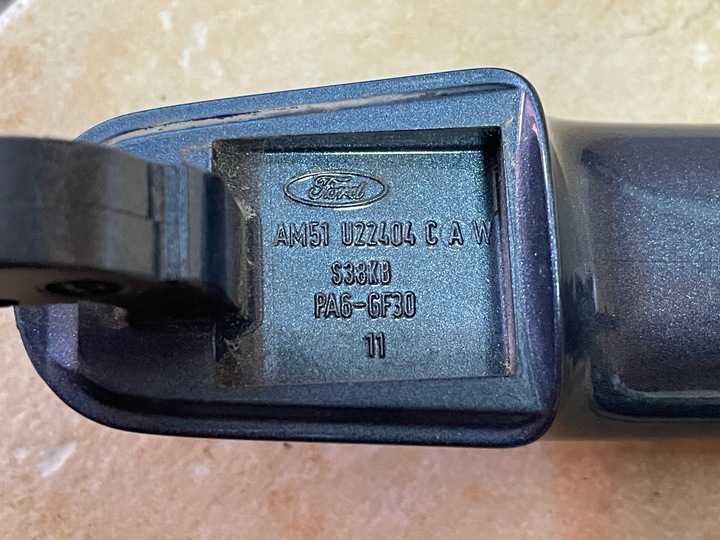 Ford
AM51 U22404 C A W
S38KB
PA6-GF30
11